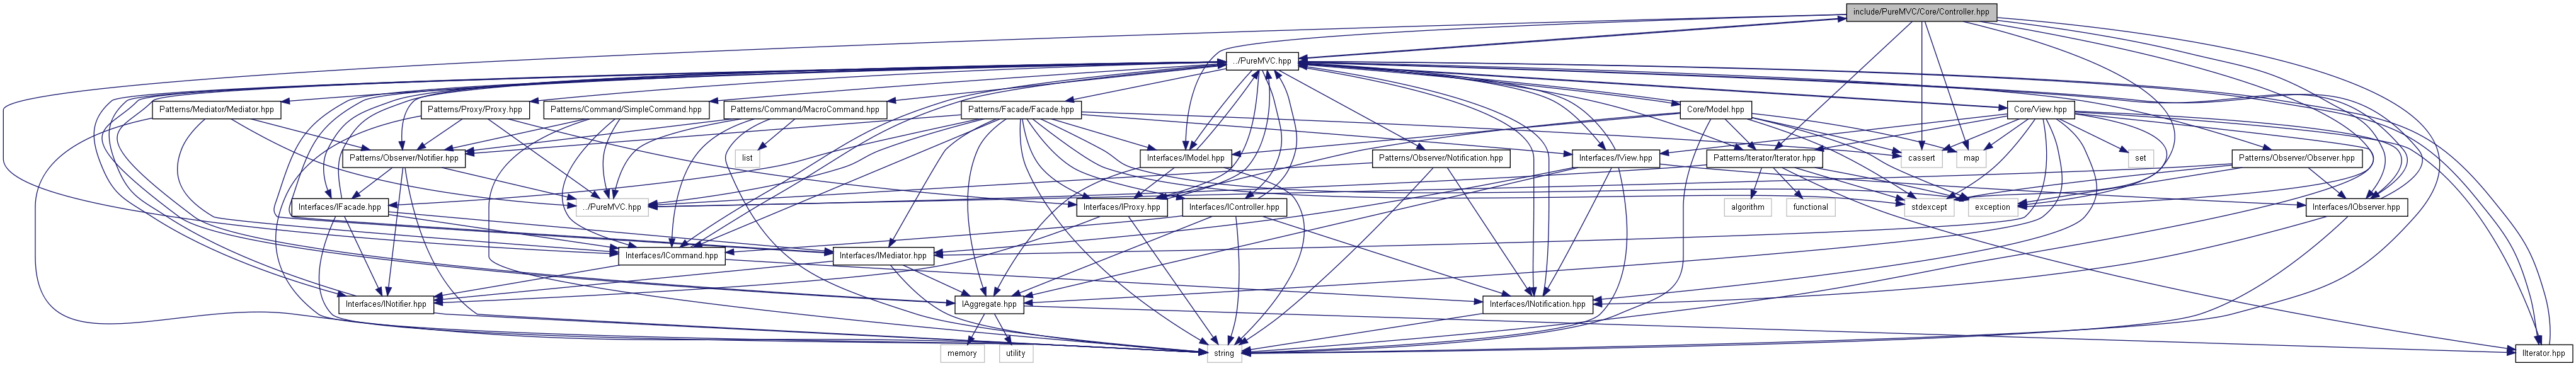 include/PureMVC/Core/Controller.hpp
../PureMVC.hpp
Patterns/Mediator/Mediator.hpp
Patterns/Proxy/Proxy.hpp
Patterns/Command/SimpleCommand.hpp
Patterns/Command/MacroCommand.hpp
Patterns/Facade/Facade.hpp
Core/Model.hpp
Core/View.hpp
Patterns/Observer/Notifier.hpp
list
Interfaces/IModel.hpp
Patterns/Observer/Notification.hpp
Interfaces/IView.hpp
Patterns/Iterator/Iterator.hpp
cassert
map
set
Patterns/Observer/Observer.hpp
Interfaces/IFacade.hpp
../PureMVC.hpp
Interfaces/IProxy.hpp
Interfaces/IController.hpp
algorithm
functional
stdexcept
exception
Interfaces/IObserver.hpp
Interfaces/ICommand.hpp
Interfaces/IMediator.hpp
Interfaces/INotifier.hpp
IAggregate.hpp
Interfaces/INotification.hpp
memory
utility
string
IIterator.hpp